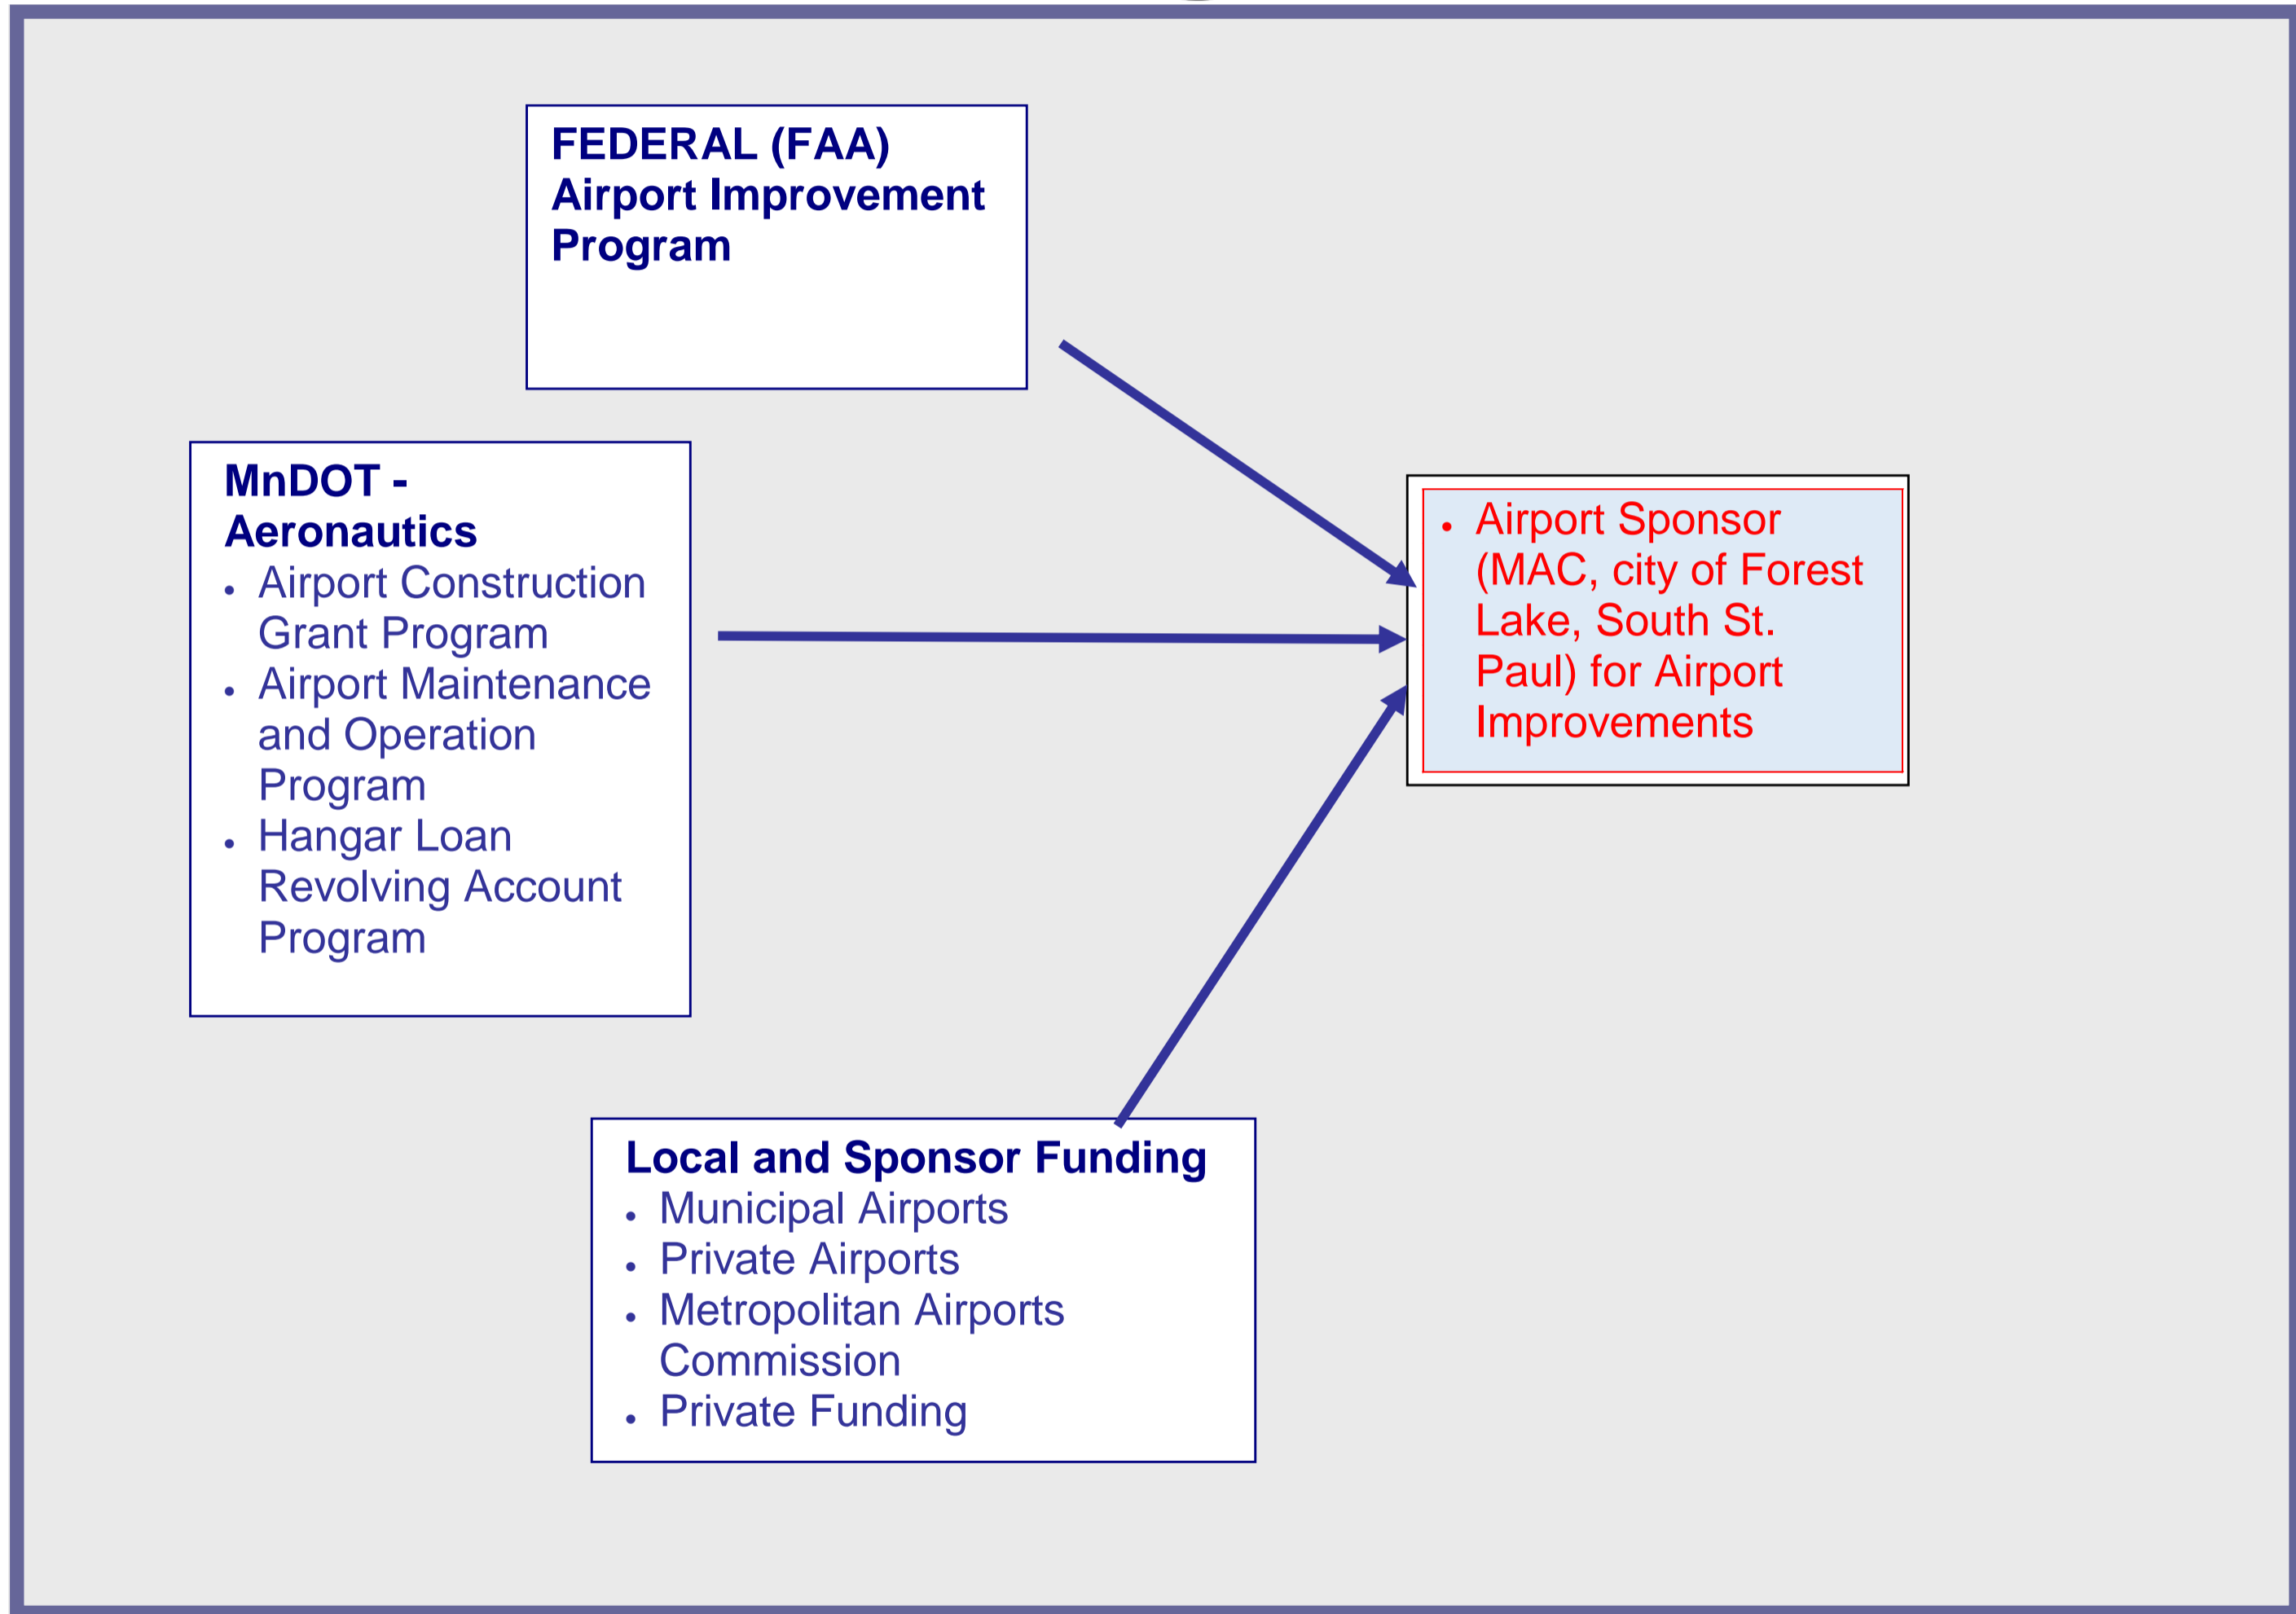 FEDERAL (FAA)
Airport Improvement
Program
MnDOT -
Aeronautics
• Airport Construction
Grant Program
• Airport Maintenance
and Operation
Program
• Hangar Loan
Revolving Account
Program
• Airport Sponsor
(MAC, city of Forest
Lake, South St.
Paul) for Airport
Improvements
Local and Sponsor Funding
• Municipal Airports
• Private Airports
• Metropolitan Airports
Commission
• Private Funding